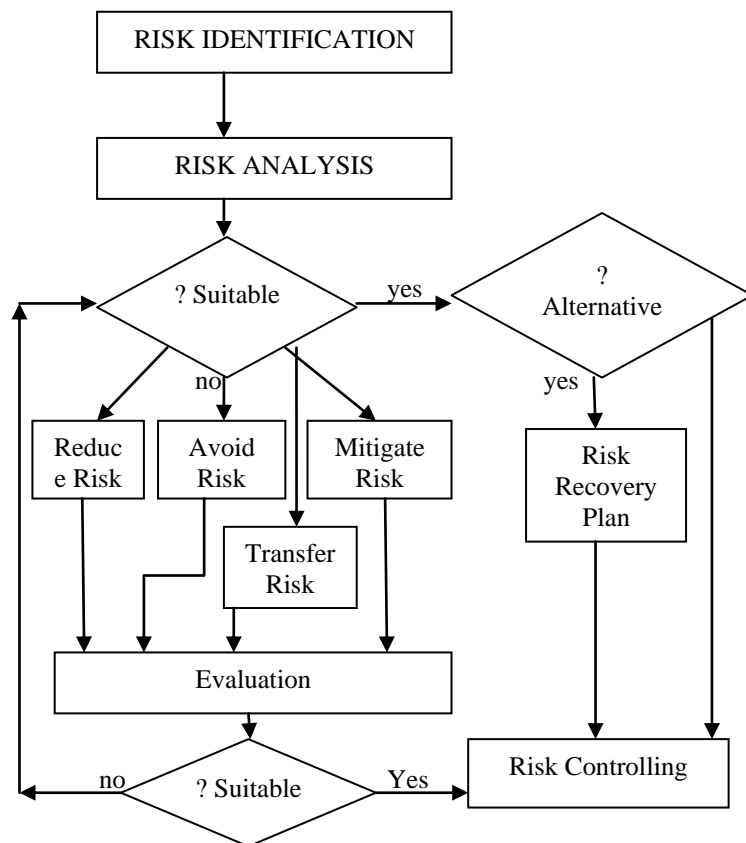 RISK IDENTIFICATION
RISK ANALYSIS
? Suitable
yes
?
Alternative
no
yes
Reduc
e Risk
Avoid
Risk
Mitigate
Risk
Risk
Recovery
Plan
Transfer
Risk
Evaluation
no
? Suitable
Yes
Risk Controlling